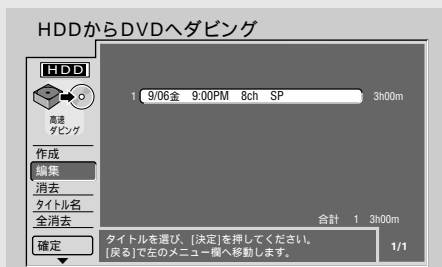 HDDからDVDへダビング
HDD
高速
ダビング
1 9/06金 9:00PM 8ch SP 3h00m
作成
編集
消去
タイトル名
全消去
合計 1 3h00m
確定
タイトルを選び、[決定]を押してください。
[戻る]で左のメニュー欄へ移動します。
1/1